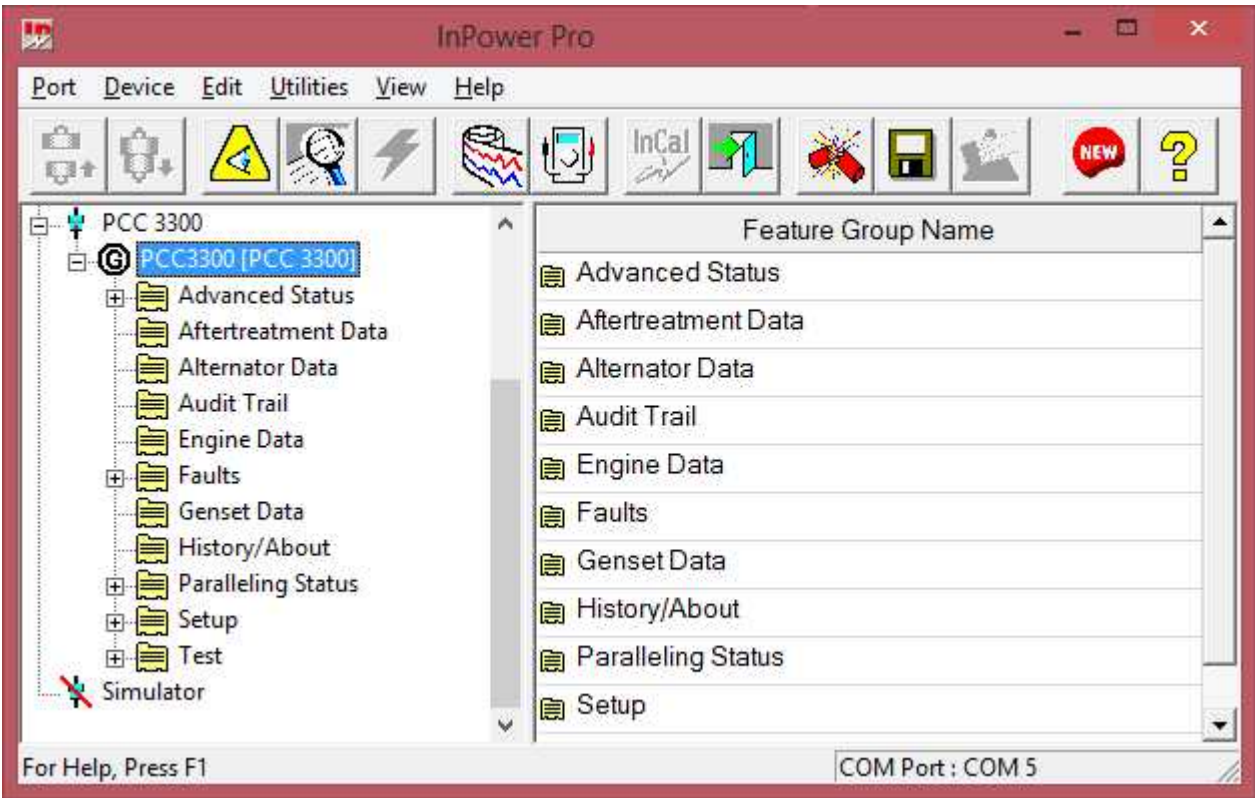 InPower Pro
Port Device Edit Utilities View Help
InCal
NEW
PCC 3300
PCC3300 [PCC 3300]
Advanced Status
Aftertreatment Data
Alternator Data
Audit Trail
Engine Data
Faults
Genset Data
History/About
Paralleling Status
Setup
Test
Simulator
Feature Group Name
Advanced Status
Aftertreatment Data
Alternator Data
Audit Trail
Engine Data
Faults
Genset Data
History/About
Paralleling Status
Setup
For Help, Press F1
COM Port : COM 5